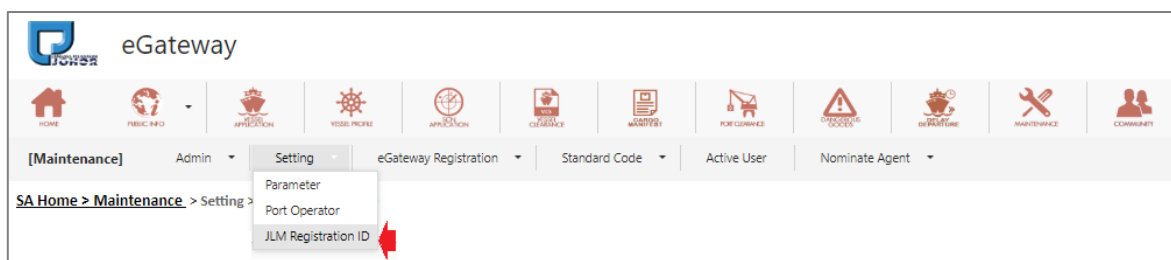 JOHOR
eGateway
HOME
PUBLIC INFO
VESSEL APPLICATION
VESSEL PROFILE
SCN APPLICATION
VESSEL CLEARANCE
CARGO MANIFEST
PORT CLEARANCE
DANGEROUS GOODS
DELAY DEPARTURE
MAINTENANCE
COMMUNITY
[Maintenance] Admin Setting eGateway Registration Standard Code Active User Nominate Agent
Parameter
SA Home > Maintenance > Setting >
Port Operator
JLM Registration ID